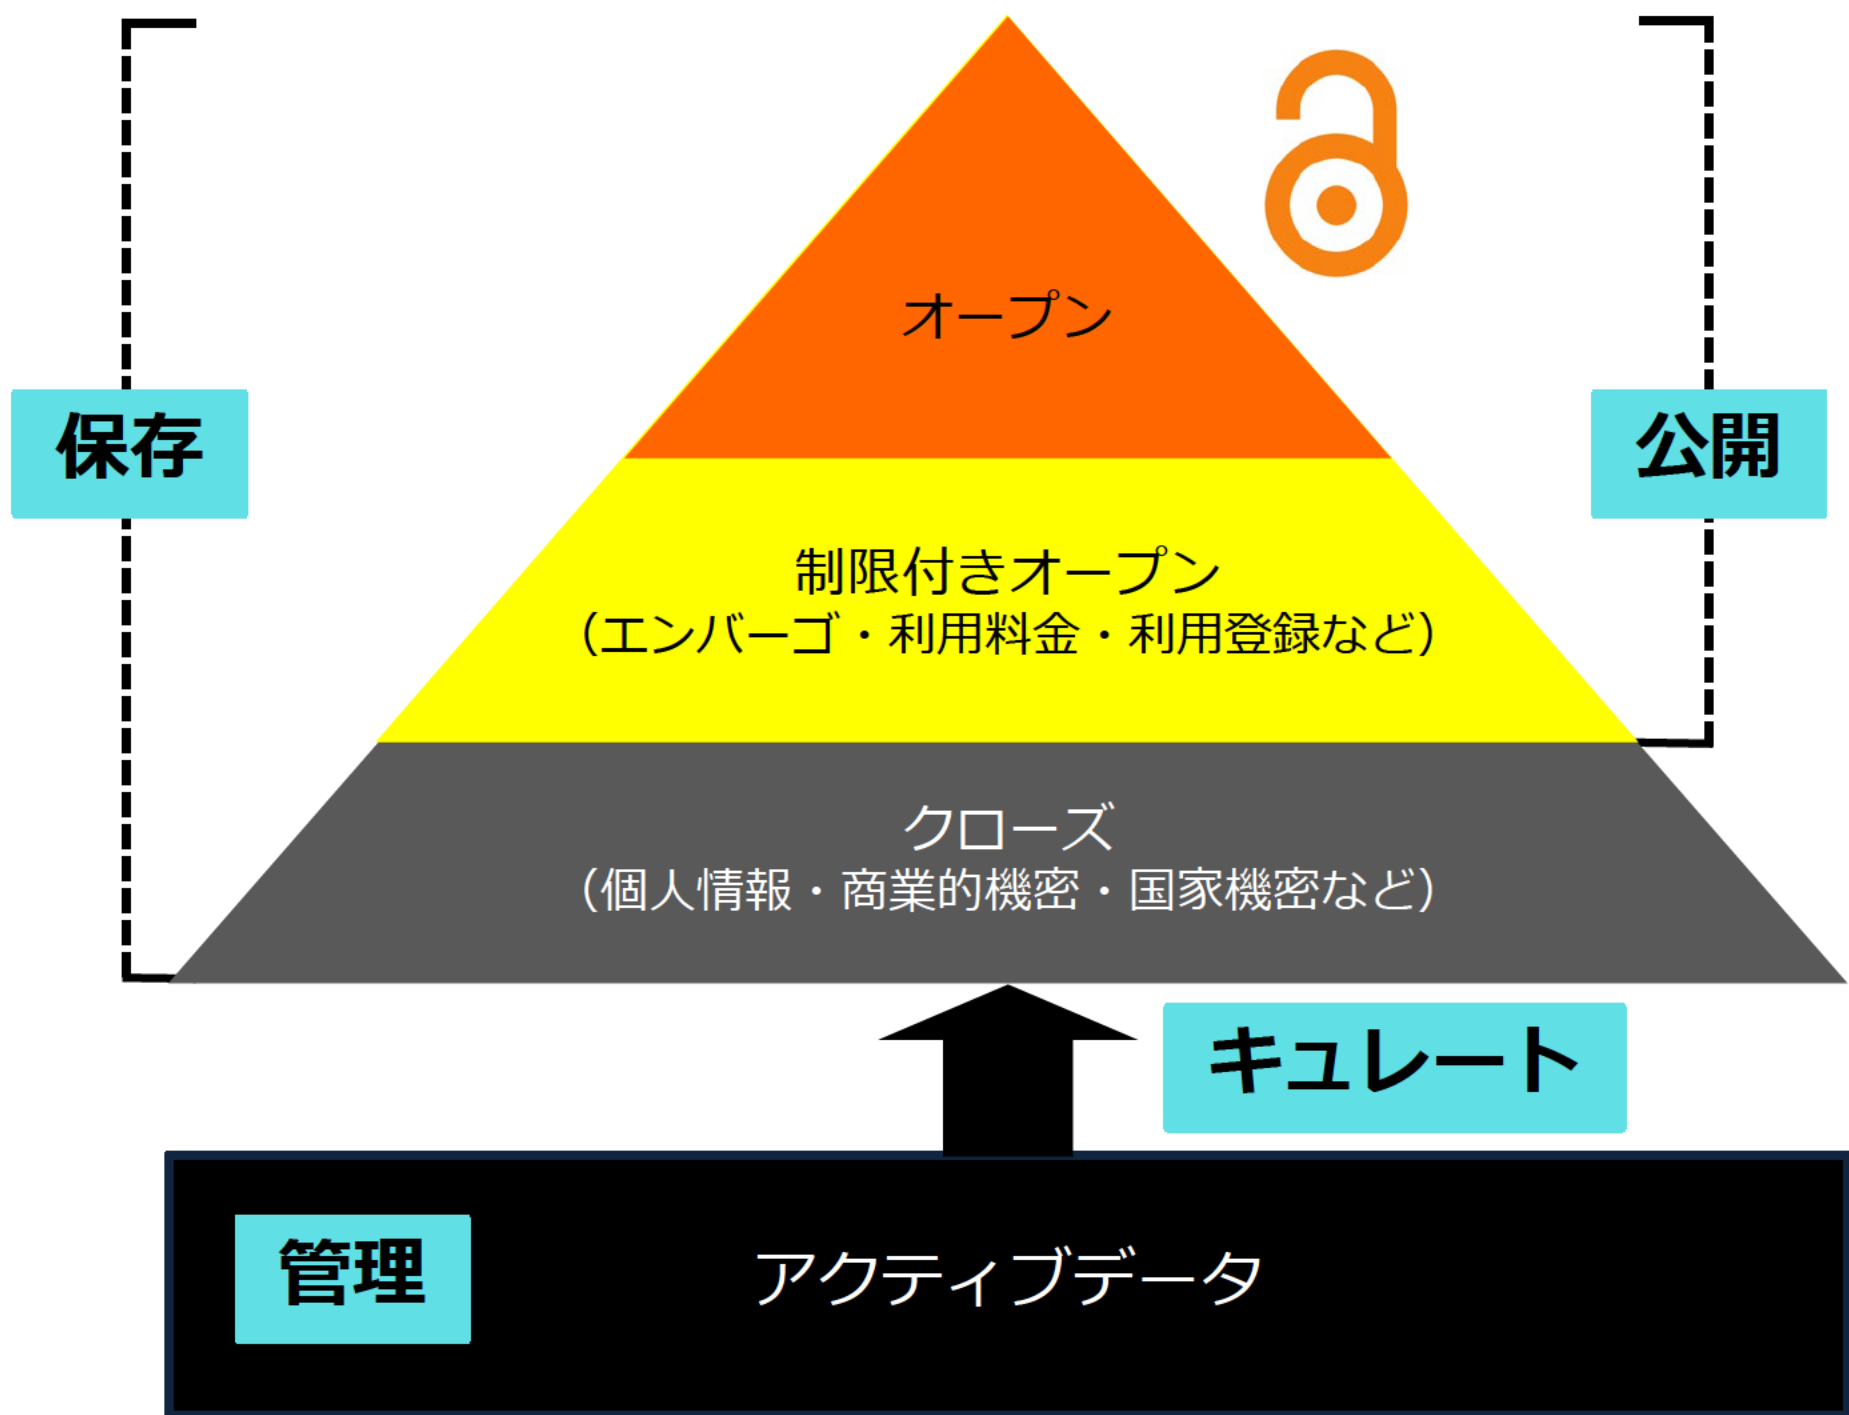 オープン
保存
公開
制限付きオープン
（エンバーゴ・利用料金・利用登録など）
クローズ
（個人情報・商業的機密・国家機密など）
キュレート
管理
アクティブデータ